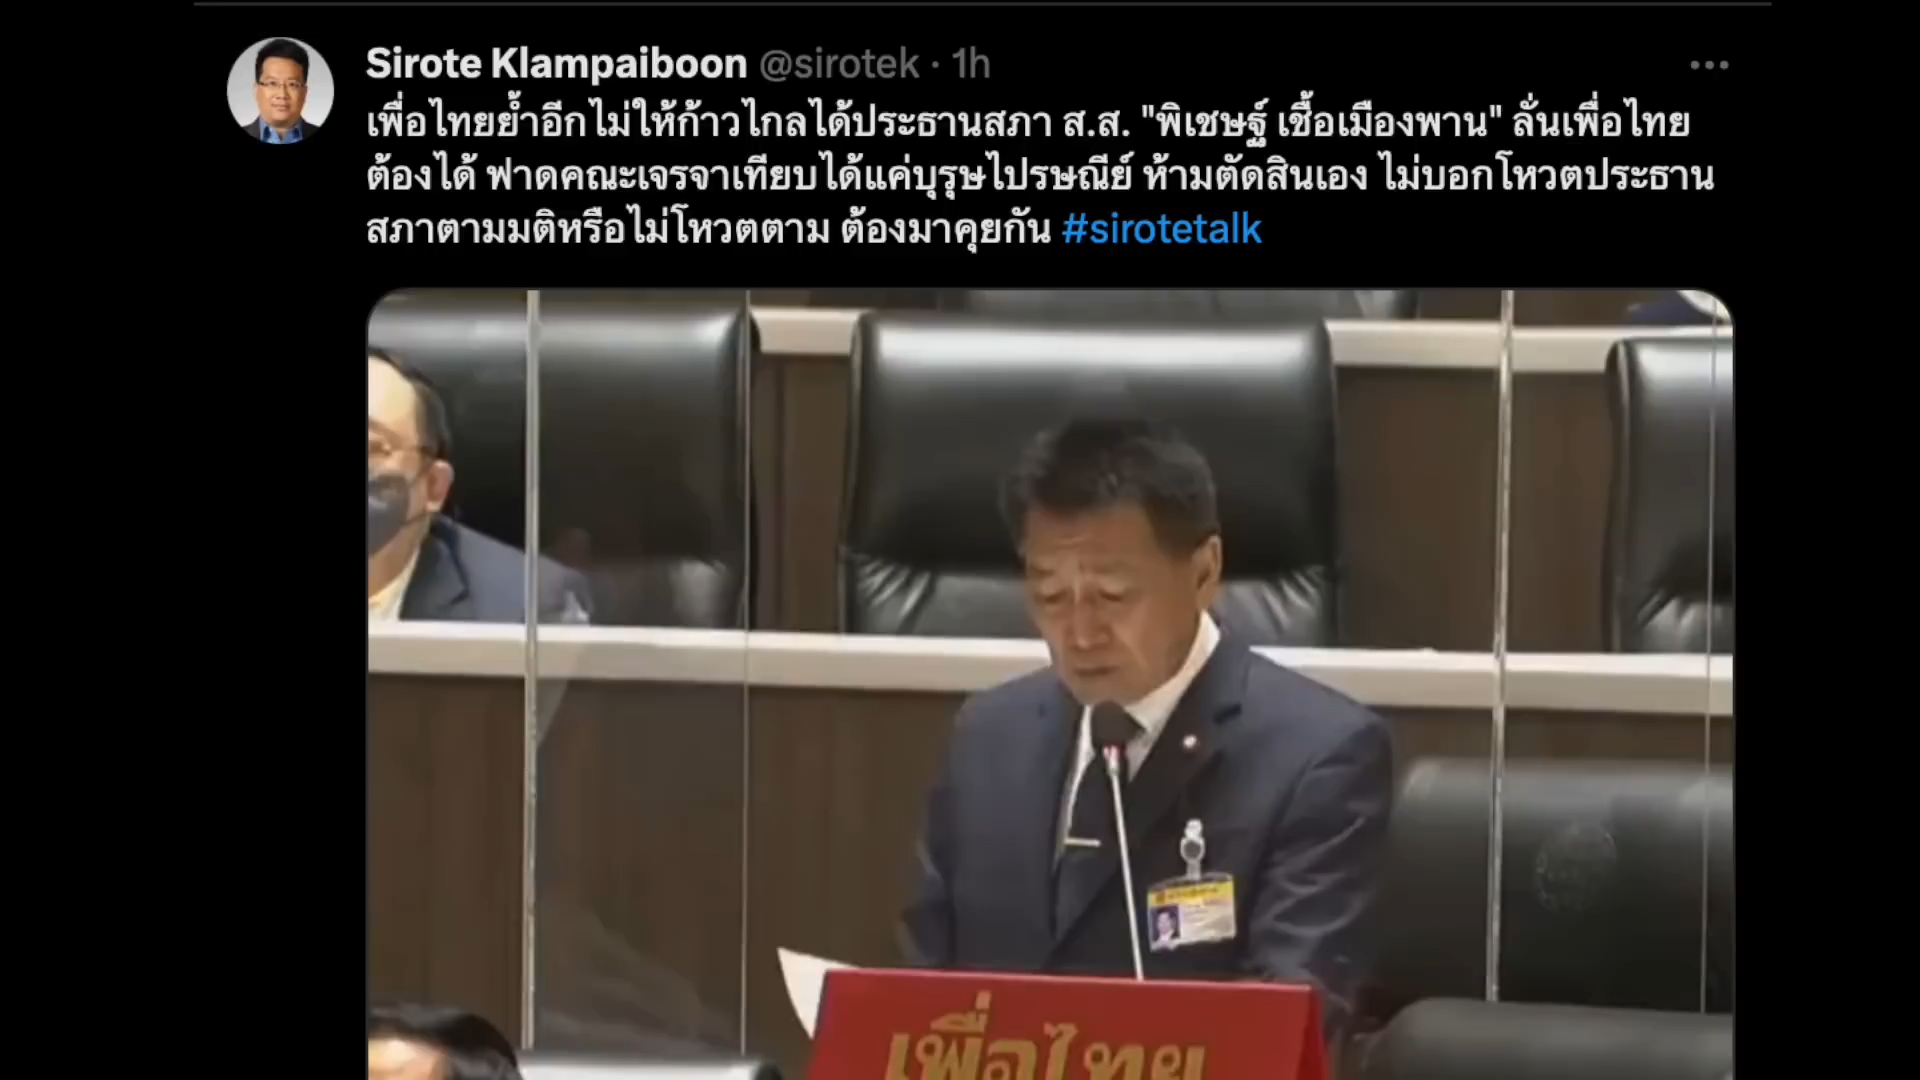 Sirote Klampaiboon @sirotek · 1h
เพื่อไทยย้ำอีกไม่ให้ก้าวไกลได้ประธานสภา ส.ส. "พิเชษฐ์ เชื้อเมืองพาน" ลั่นเพื่อไทย
ต้องได้ ฟาดคณะเจรจาเทียบได้แค่บุรุษไปรษณีย์ ห้ามตัดสินเอง ไม่บอกโหวตประธาน
สภาตามมติหรือไม่โหวตตาม ต้องมาคุยกัน #sirotetalk
เพื่อไทย